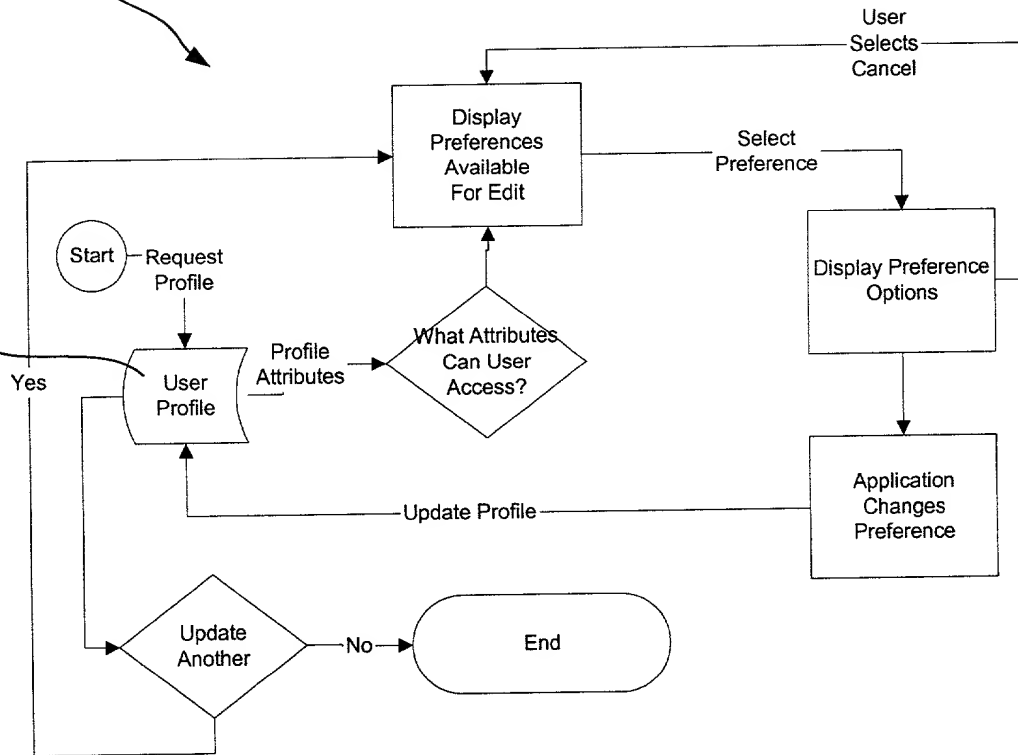 User
Selects
Cancel
Display
Preferences
Available
For Edit
Select
Preference
Start
Request
Profile
Display Preference
Options
What Attributes
Can User
Access?
Profile
Attributes
Yes
User
Profile
Application
Changes
Preference
Update Profile
Update
Another
No
End